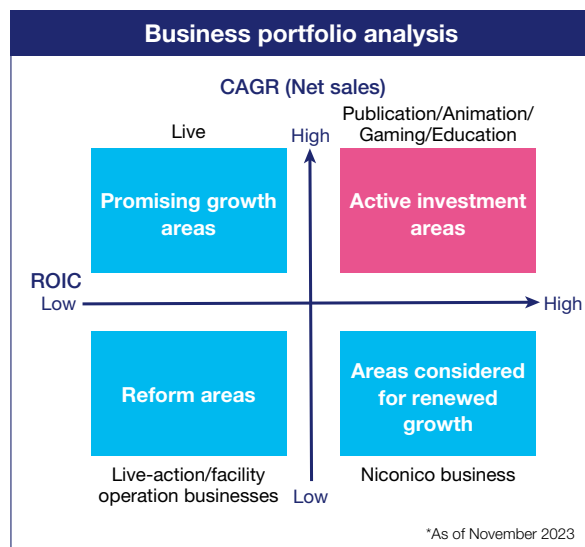 Business portfolio analysis
CAGR (Net sales)
Live
High
Publication/Animation/
Gaming/Education
Promising growth
areas
Active investment
areas
ROIC
Low
High
Reform areas
Areas considered
for renewed
growth
Live-action/facility
operation businesses
Low
Niconico business
*As of November 2023